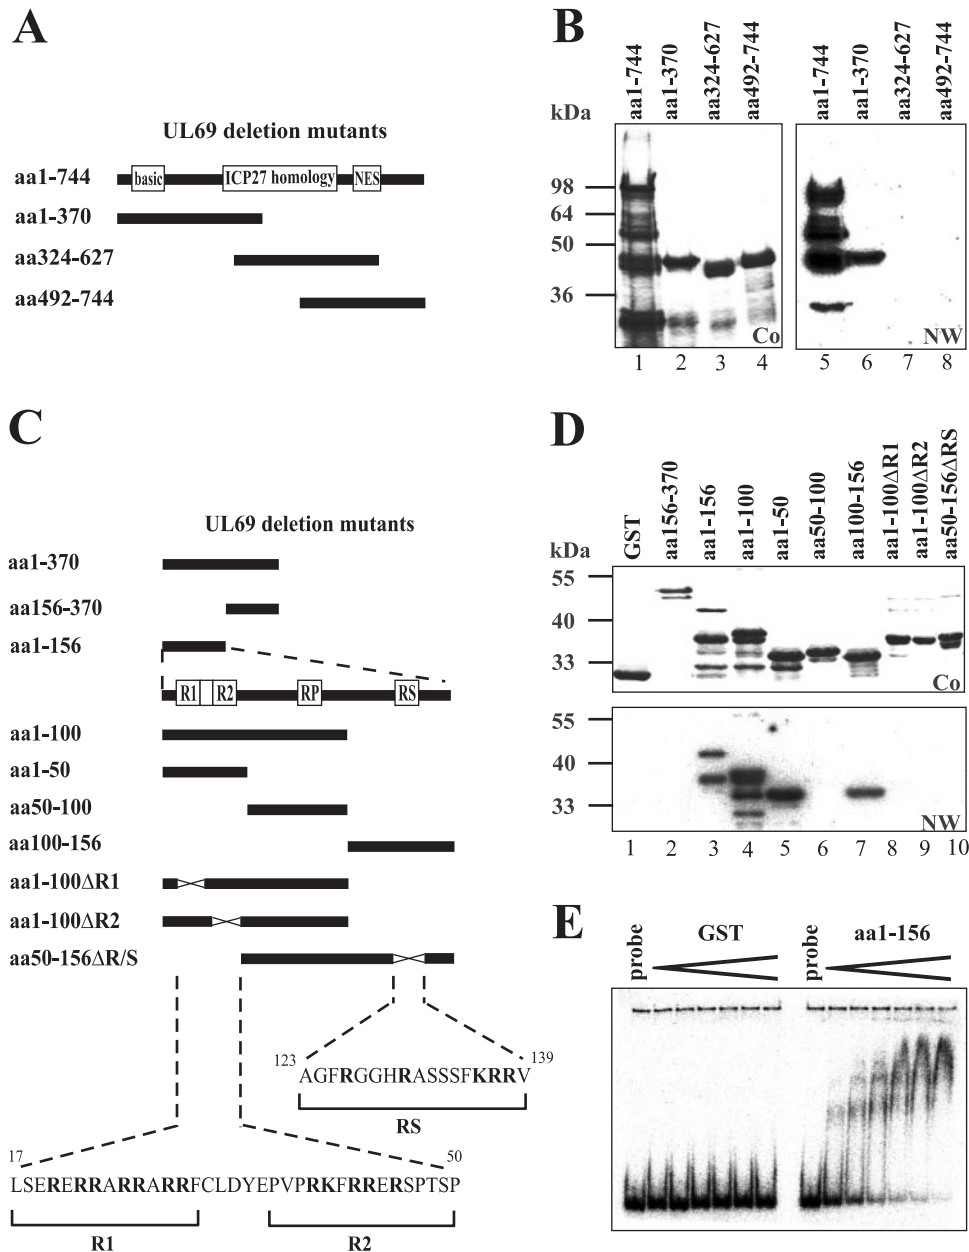 A
UL69 deletion mutants
aa1-744
basic
ICP27 homology
NES
aa1-370
aa324-627
aa492-744
B
kDa
aa1-744
aa1-370
aa324-627
aa492-744
aa1-744
aa1-370
aa324-627
aa492-744
98
64
50
36
Co
NW
1 2 3 4 5 6 7 8
C
UL69 deletion mutants
aa1-370
aa156-370
aa1-156
R1 R2 RP RS
aa1-100
aa1-50
aa50-100
aa100-156
aa1-100ΔR1
aa1-100ΔR2
aa50-156ΔR/S
123 139
AGFRGGHRASSSFKRRV
RS
17 50
LSERERRARRARRFCLDYEPVPRKFRRERSPTSP
R1 R2
D
kDa
GST
aa156-370
aa1-156
aa1-100
aa1-50
aa50-100
aa100-156
aa1-100ΔR1
aa1-100ΔR2
aa50-156ΔRS
55
40
33
Co
55
40
33
NW
1 2 3 4 5 6 7 8 9 10
E
probe
GST
probe
aa1-156